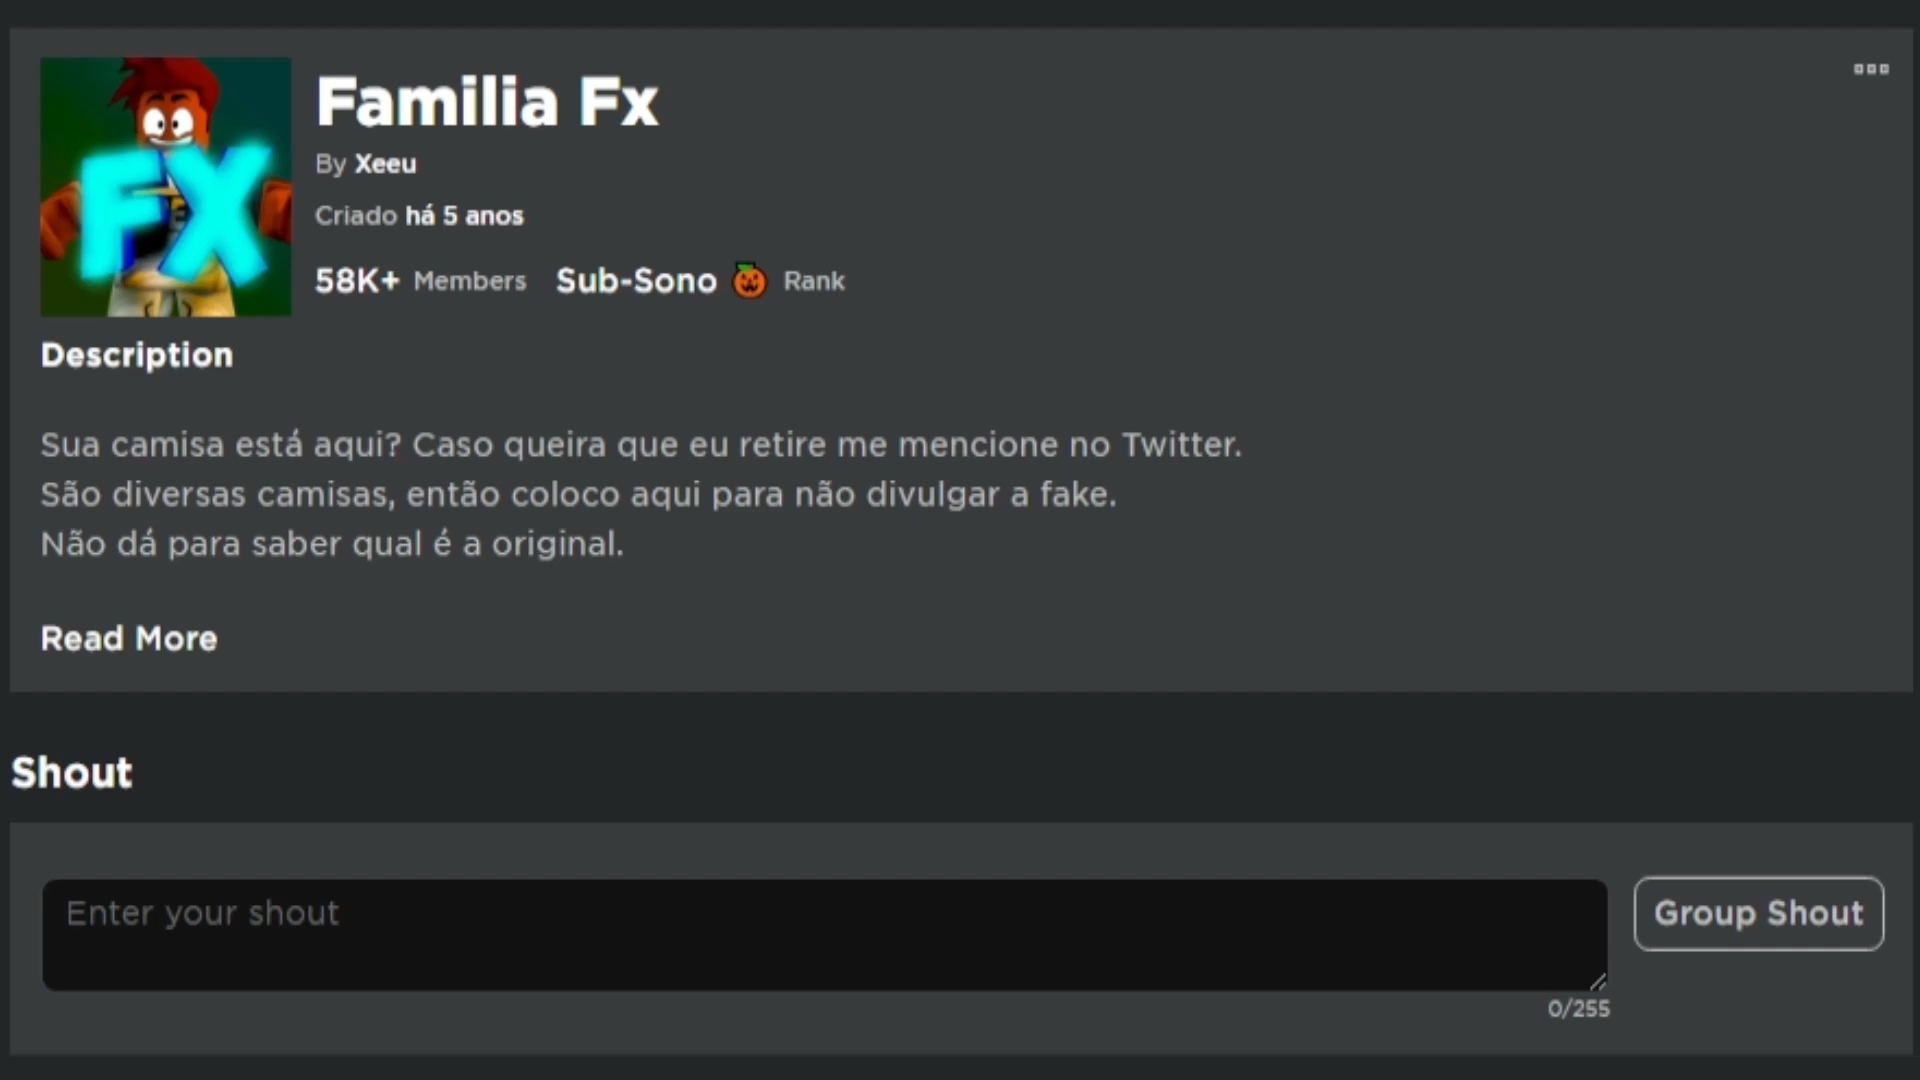 FX
Familia Fx
By Xeeu
Criado há 5 anos
58K+ Members Sub-Sono 🎃 Rank
Description
Sua camisa está aqui? Caso queira que eu retire me mencione no Twitter.
São diversas camisas, então coloco aqui para não divulgar a fake.
Não dá para saber qual é a original.
Read More
Shout
Enter your shout
Group Shout
0/255